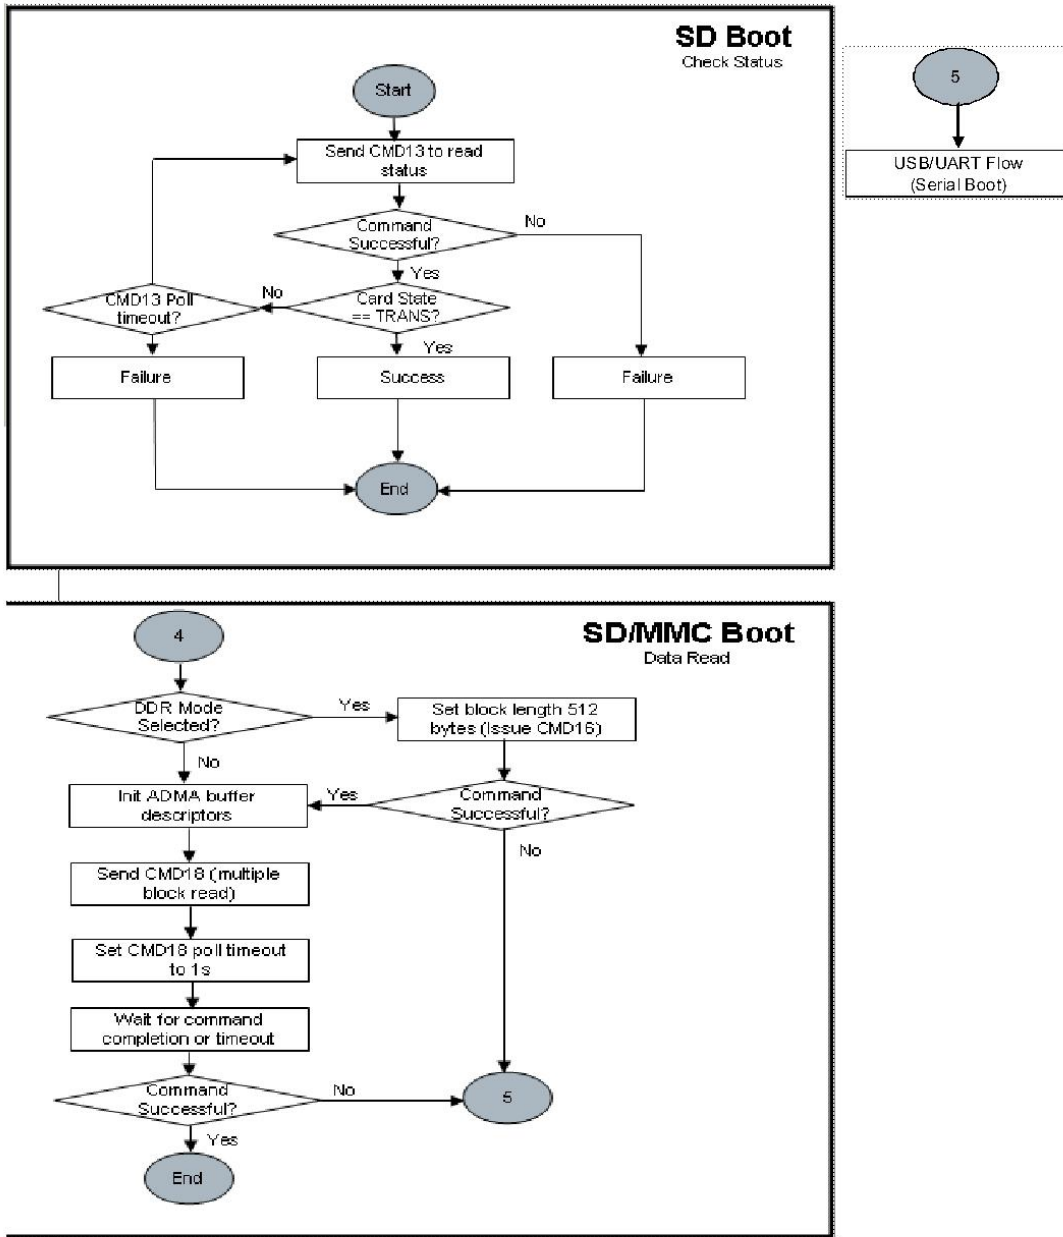 SD Boot
Check Status
Start
Send CMD13 to read
status
Command
Successful?
No
Yes
CMD13 Poll
timeout?
No
Card State
== TRANS?
Yes
Failure
Success
Failure
End
5
USB/UART Flow
(Serial Boot)
SD/MMC Boot
Data Read
4
DDR Mode
Selected?
Yes
Set block length 512
bytes (issue CMD16)
No
Init ADMA buffer
descriptors
Yes
Command
Successful?
No
Send CMD18 (multiple
block read)
Set CMD18 poll timeout
to 1s
Wait for command
completion or timeout
Command
Successful?
No
5
Yes
End